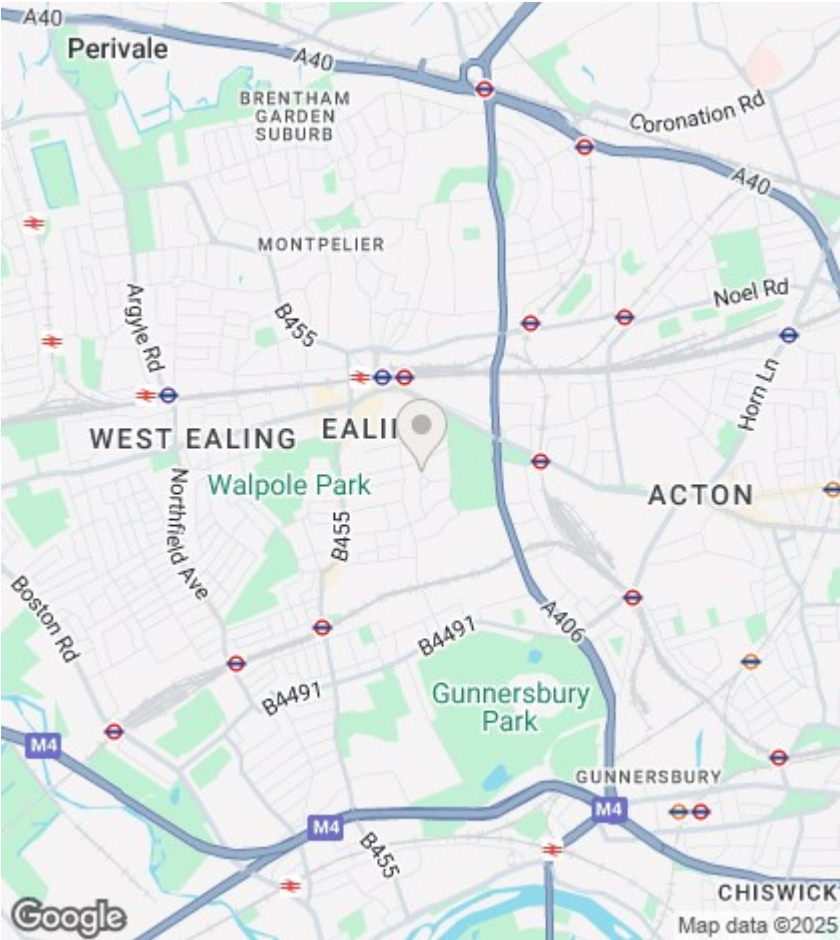 A40
Perivale
A40
BRENTHAM
GARDEN
SUBURB
Coronation Rd
A40
MONTPELIER
Argyle Rd
B455
Noel Rd
Horn Ln
WEST EALING
EALI
Walpole Park
ACTON
Northfield Ave
B455
Boston Rd
A406
B4491
B4491
Gunnersbury
Park
M4
GUNNERSBURY
M4
M4
B455
CHISWICK
Google
Map data ©2025